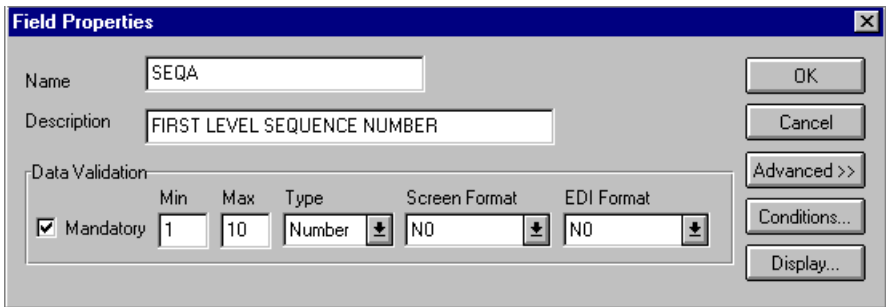 Field Properties
Name SEQA OK
Description FIRST LEVEL SEQUENCE NUMBER Cancel
Data Validation Advanced >>
Min Max Type Screen Format EDI Format
Mandatory 1 10 Number N0 N0 Conditions...
Display...